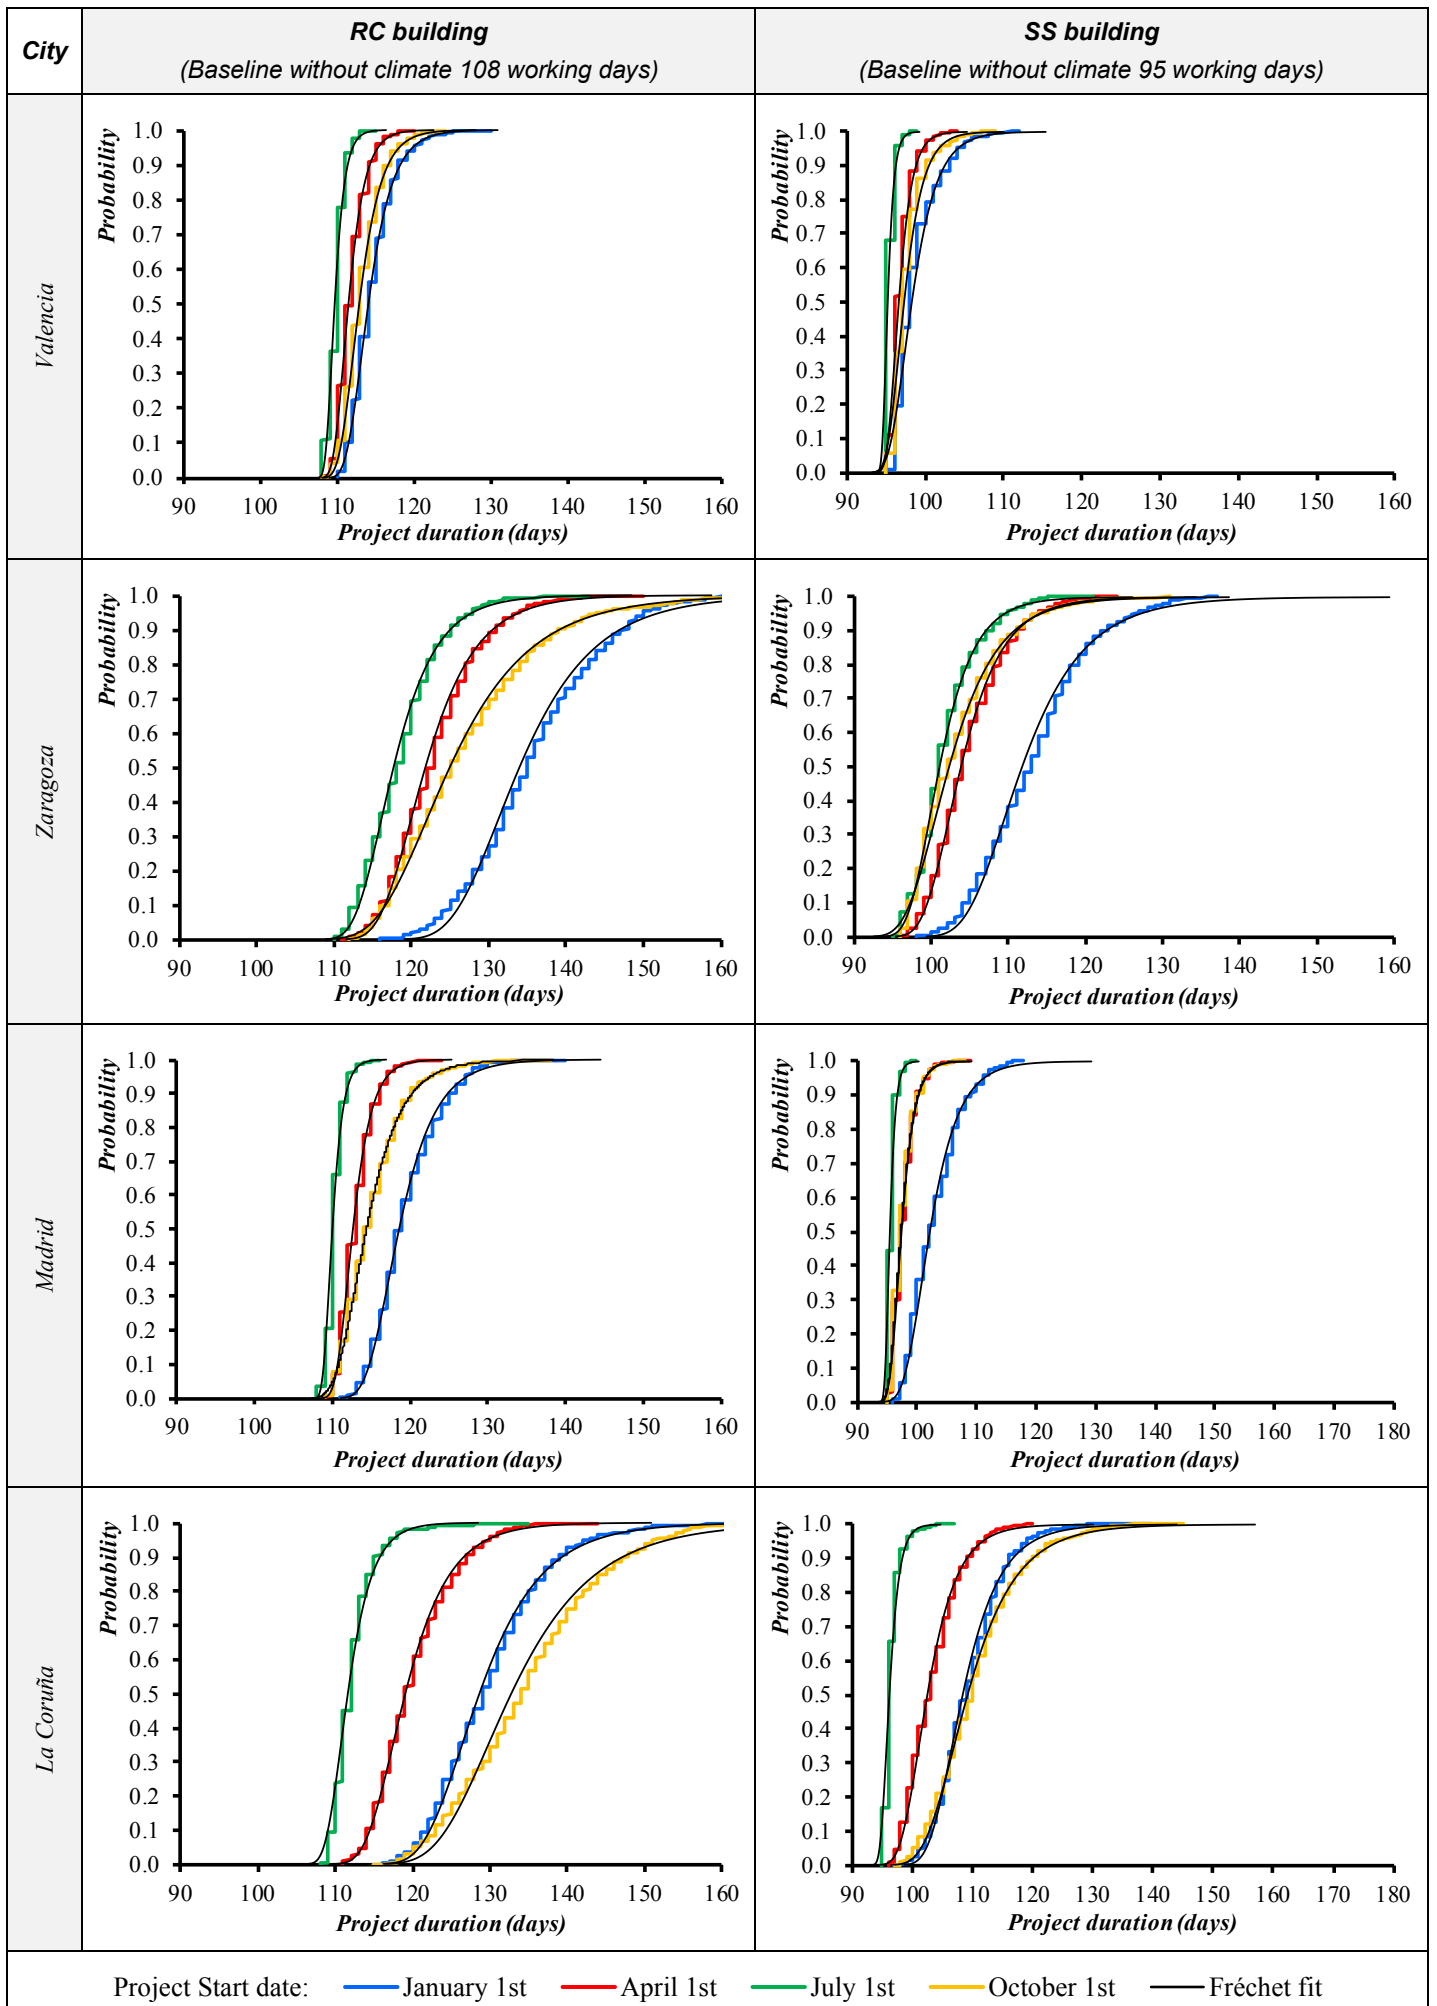 City
RC building
(Baseline without climate 108 working days)
SS building
(Baseline without climate 95 working days)
Valencia
Probability
1.0
0.9
0.8
0.7
0.6
0.5
0.4
0.3
0.2
0.1
0.0
90 100 110 120 130 140 150 160
Project duration (days)
Probability
1.0
0.9
0.8
0.7
0.6
0.5
0.4
0.3
0.2
0.1
0.0
90 100 110 120 130 140 150 160
Project duration (days)
Zaragoza
Probability
1.0
0.9
0.8
0.7
0.6
0.5
0.4
0.3
0.2
0.1
0.0
90 100 110 120 130 140 150 160
Project duration (days)
Probability
1.0
0.9
0.8
0.7
0.6
0.5
0.4
0.3
0.2
0.1
0.0
90 100 110 120 130 140 150 160
Project duration (days)
Madrid
Probability
1.0
0.9
0.8
0.7
0.6
0.5
0.4
0.3
0.2
0.1
0.0
90 100 110 120 130 140 150 160
Project duration (days)
Probability
1.0
0.9
0.8
0.7
0.6
0.5
0.4
0.3
0.2
0.1
0.0
90 100 110 120 130 140 150 160 170 180
Project duration (days)
La Coruña
Probability
1.0
0.9
0.8
0.7
0.6
0.5
0.4
0.3
0.2
0.1
0.0
90 100 110 120 130 140 150 160
Project duration (days)
Probability
1.0
0.9
0.8
0.7
0.6
0.5
0.4
0.3
0.2
0.1
0.0
90 100 110 120 130 140 150 160 170 180
Project duration (days)
Project Start date: January 1st April 1st July 1st October 1st Fréchet fit